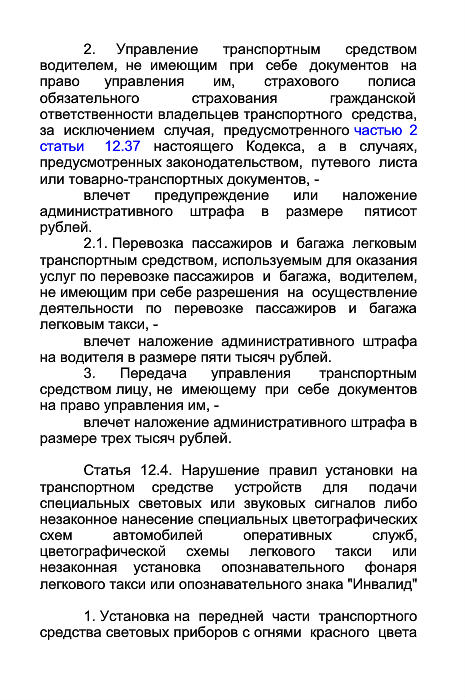 2. Управление транспортным средством
водителем, не имеющим при себе документов на
право управления им, страхового полиса
обязательного страхования гражданской
ответственности владельцев транспортного средства,
за исключением случая, предусмотренного частью 2
статьи 12.37 настоящего Кодекса, а в случаях,
предусмотренных законодательством, путевого листа
или товарно-транспортных документов, -
влечет предупреждение или наложение
административного штрафа в размере пятисот
рублей.
2.1. Перевозка пассажиров и багажа легковым
транспортным средством, используемым для оказания
услуг по перевозке пассажиров и багажа, водителем,
не имеющим при себе разрешения на осуществление
деятельности по перевозке пассажиров и багажа
легковым такси, -
влечет наложение административного штрафа
на водителя в размере пяти тысяч рублей.
3. Передача управления транспортным
средством лицу, не имеющему при себе документов
на право управления им, -
влечет наложение административного штрафа в
размере трех тысяч рублей.
Статья 12.4. Нарушение правил установки на
транспортном средстве устройств для подачи
специальных световых или звуковых сигналов либо
незаконное нанесение специальных цветографических
схем автомобилей оперативных служб,
цветографической схемы легкового такси или
незаконная установка опознавательного фонаря
легкового такси или опознавательного знака "Инвалид"
1. Установка на передней части транспортного
средства световых приборов с огнями красного цвета